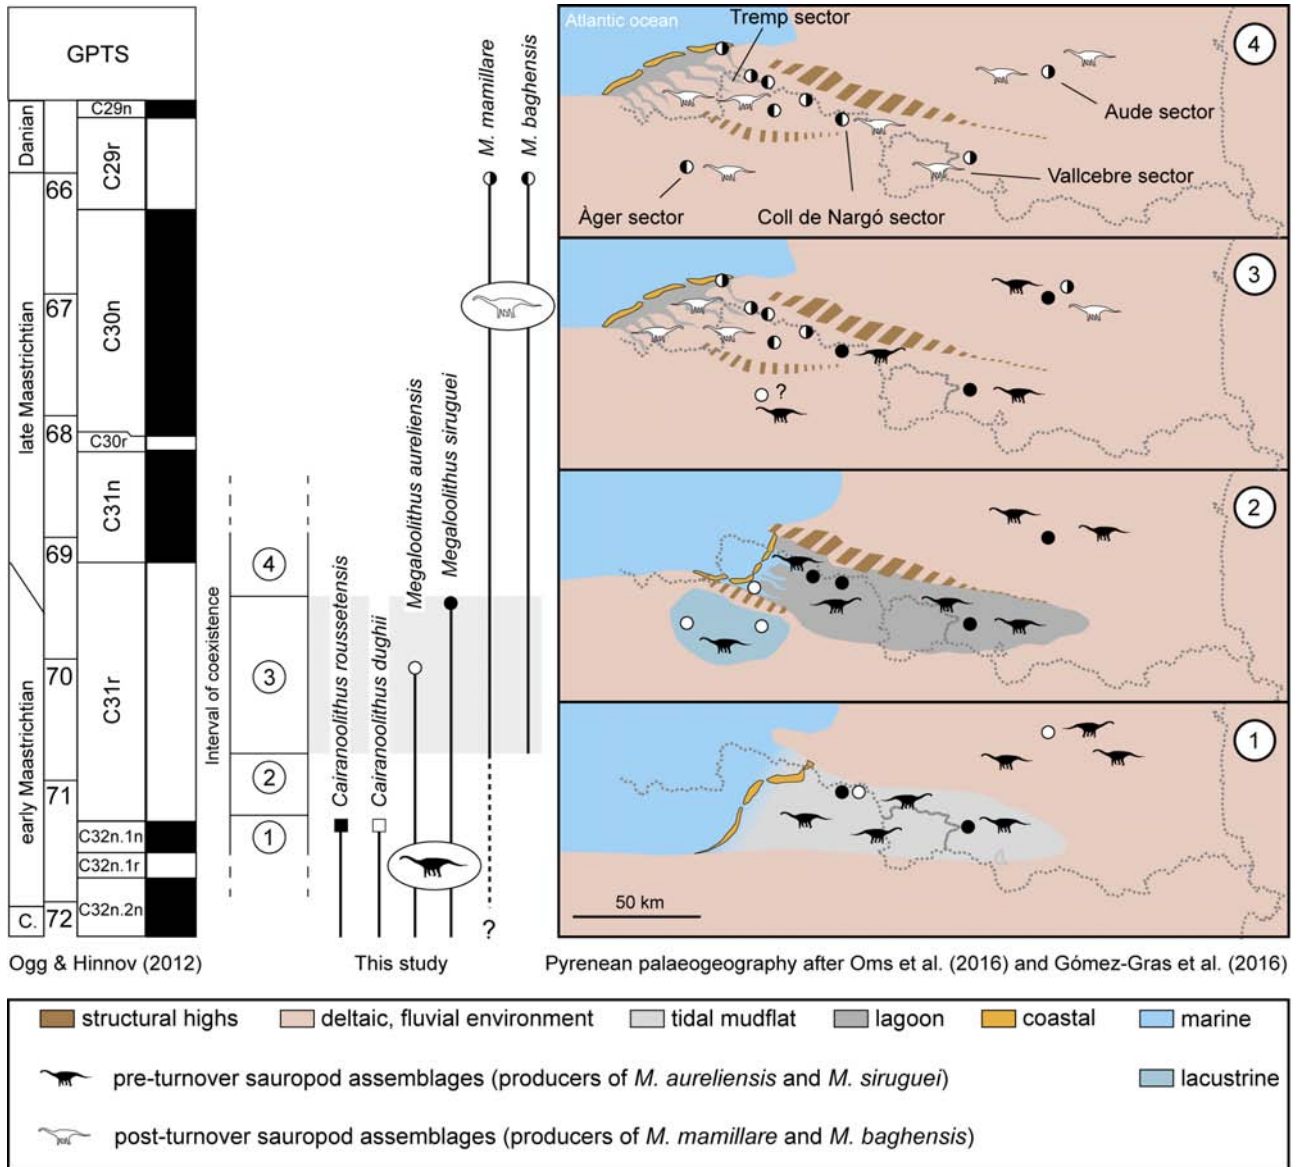 GPTS
Danian
late Maastrichtian
early Maastrichtian
C.
66
67
68
69
70
71
72
C29n
C29r
C30n
C30r
C31n
C31r
C32n.1n
C32n.1r
C32n.2n
Interval of coexistence
4
3
2
1
Cairanoolithus roussetensis
Cairanoolithus dughii
Megaloolithus aureliensis
Megaloolithus siruguei
M. mamillare
M. baghensis
?
Atlantic ocean
Tremp sector
4
Aude sector
Vallcebre sector
Àger sector
Coll de Nargó sector
3
?
2
1
50 km
Ogg & Hinnov (2012)
This study
Pyrenean palaeogeography after Oms et al. (2016) and Gómez-Gras et al. (2016)
structural highs
deltaic, fluvial environment
tidal mudflat
lagoon
coastal
marine
pre-turnover sauropod assemblages (producers of M. aureliensis and M. siruguei)
lacustrine
post-turnover sauropod assemblages (producers of M. mamillare and M. baghensis)